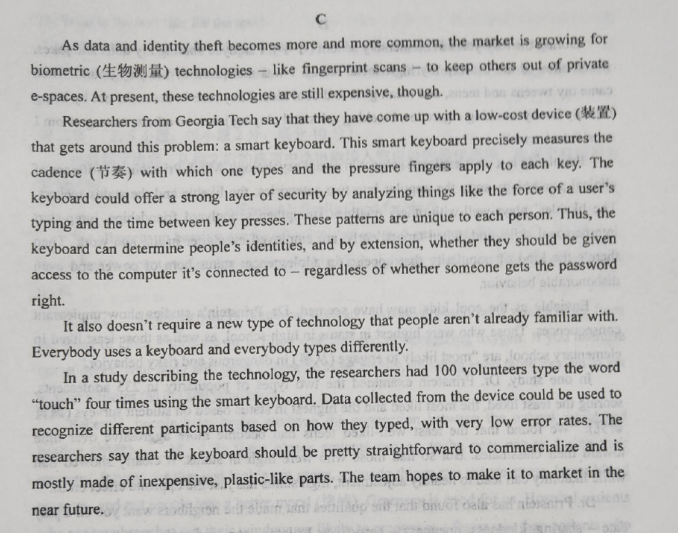 C
As data and identity theft becomes more and more common, the market is growing for
biometric (生物测量) technologies – like fingerprint scans – to keep others out of private
e-spaces. At present, these technologies are still expensive, though.
Researchers from Georgia Tech say that they have come up with a low-cost device (装置)
that gets around this problem: a smart keyboard. This smart keyboard precisely measures the
cadence (节奏) with which one types and the pressure fingers apply to each key. The
keyboard could offer a strong layer of security by analyzing things like the force of a user's
typing and the time between key presses. These patterns are unique to each person. Thus, the
keyboard can determine people's identities, and by extension, whether they should be given
access to the computer it's connected to – regardless of whether someone gets the password
right.
It also doesn't require a new type of technology that people aren't already familiar with.
Everybody uses a keyboard and everybody types differently.
In a study describing the technology, the researchers had 100 volunteers type the word
“touch” four times using the smart keyboard. Data collected from the device could be used to
recognize different participants based on how they typed, with very low error rates. The
researchers say that the keyboard should be pretty straightforward to commercialize and is
mostly made of inexpensive, plastic-like parts. The team hopes to make it to market in the
near future.